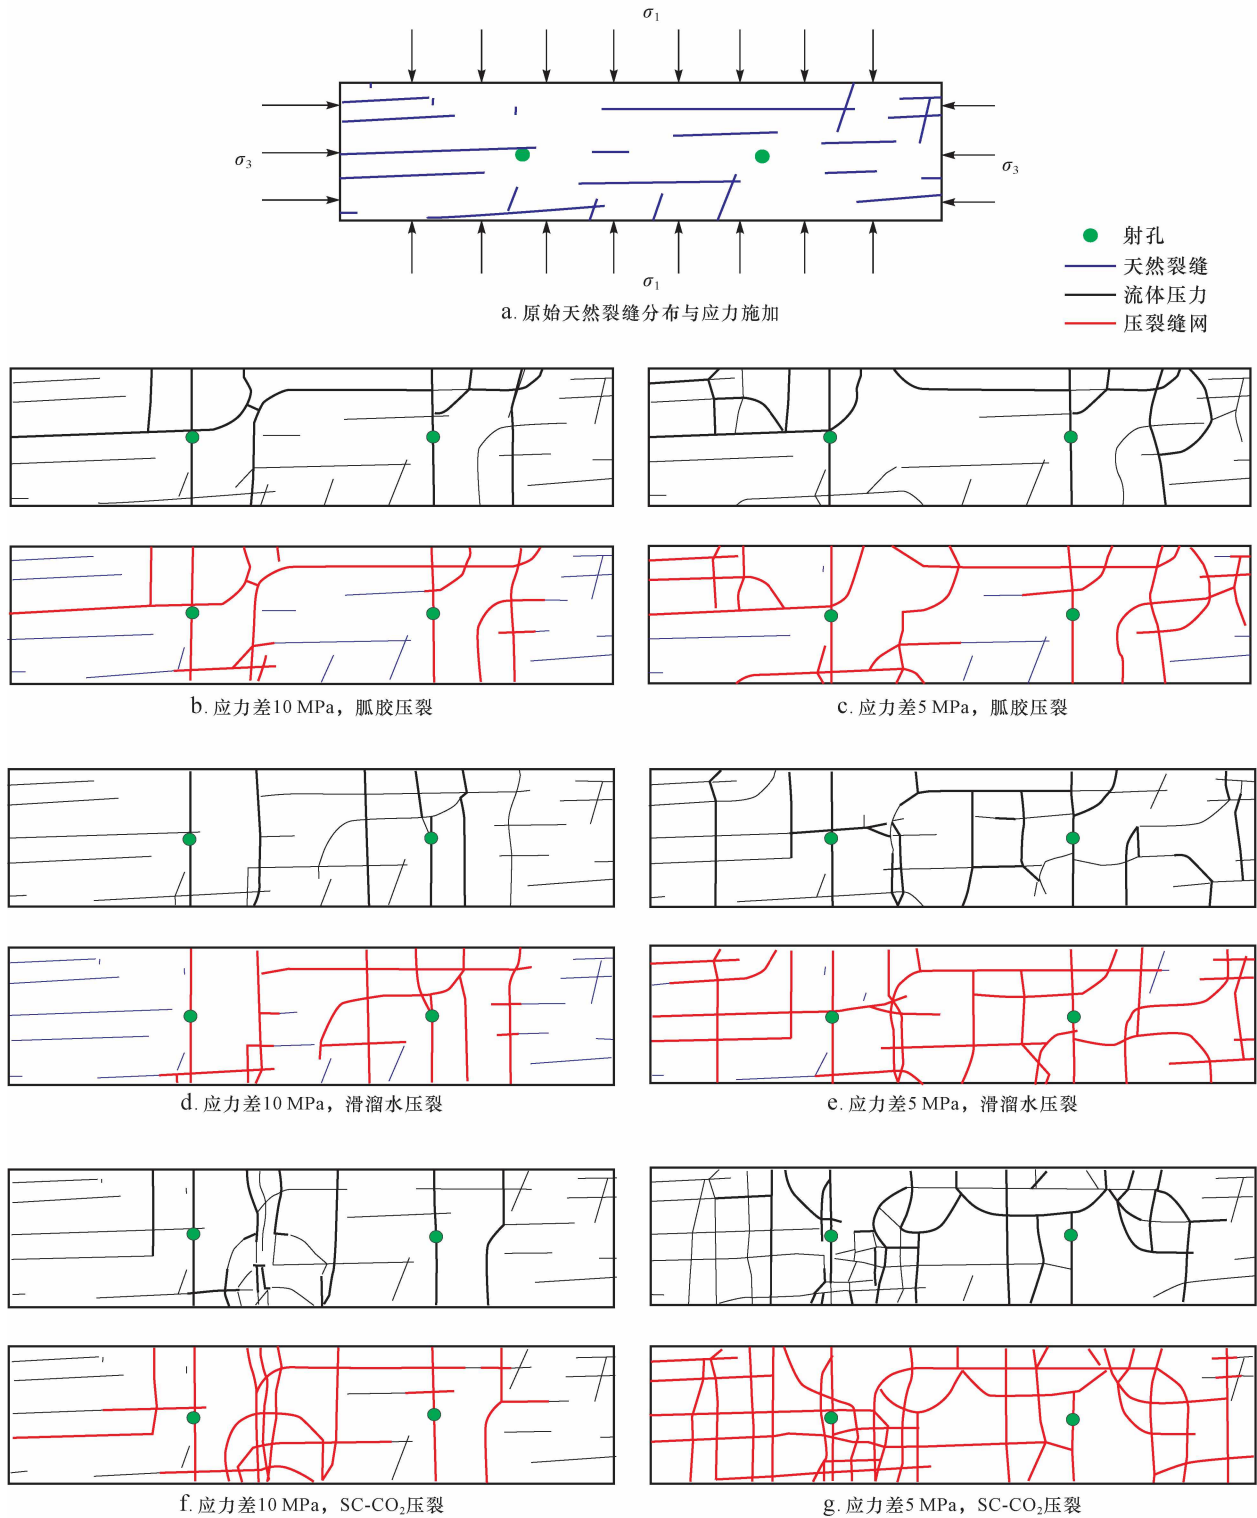 σ₁
σ₃
σ₃
σ₁
射孔
天然裂缝
流体压力
压裂缝网
a. 原始天然裂缝分布与应力施加
b. 应力差10 MPa，胍胶压裂
c. 应力差5 MPa，胍胶压裂
d. 应力差10 MPa，滑溜水压裂
e. 应力差5 MPa，滑溜水压裂
f. 应力差10 MPa，SC-CO₂压裂
g. 应力差5 MPa，SC-CO₂压裂